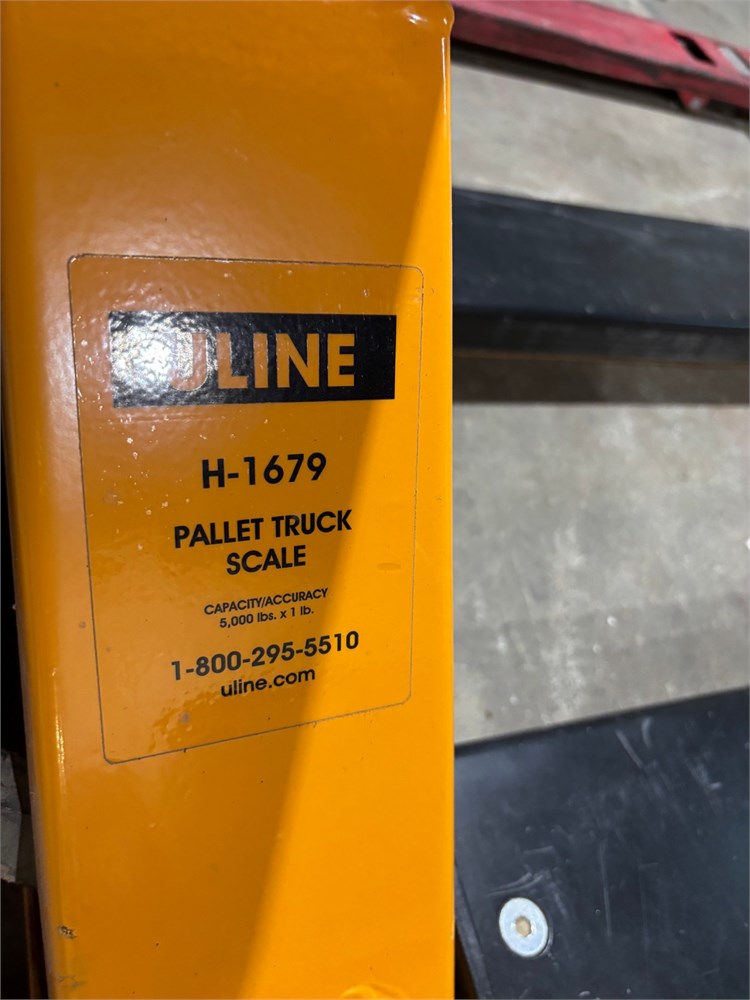 ULINE
H-1679
PALLET TRUCK
SCALE
CAPACITY/ACCURACY
5,000 lbs. x 1 lb.
1-800-295-5510
uline.com